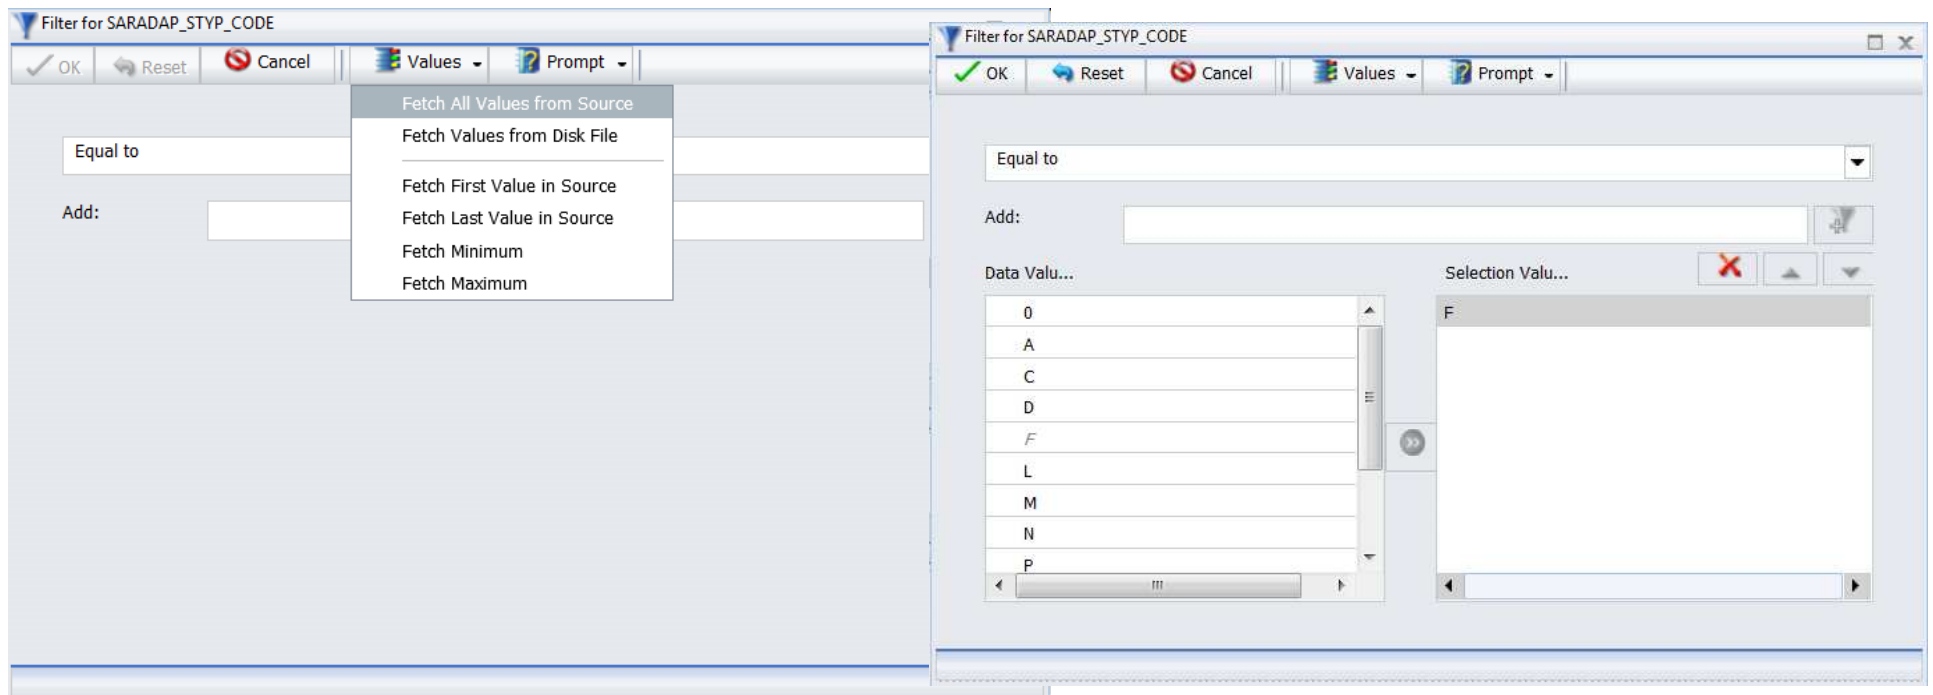 Filter for SARADAP_STYP_CODE
OK Reset Cancel Values Prompt
Fetch All Values from Source
Fetch Values from Disk File
Fetch First Value in Source
Fetch Last Value in Source
Fetch Minimum
Fetch Maximum
Equal to
Add:
Filter for SARADAP_STYP_CODE
OK Reset Cancel Values Prompt
Equal to
Add:
Data Valu...
0
A
C
D
F
L
M
N
P
Selection Valu...
F